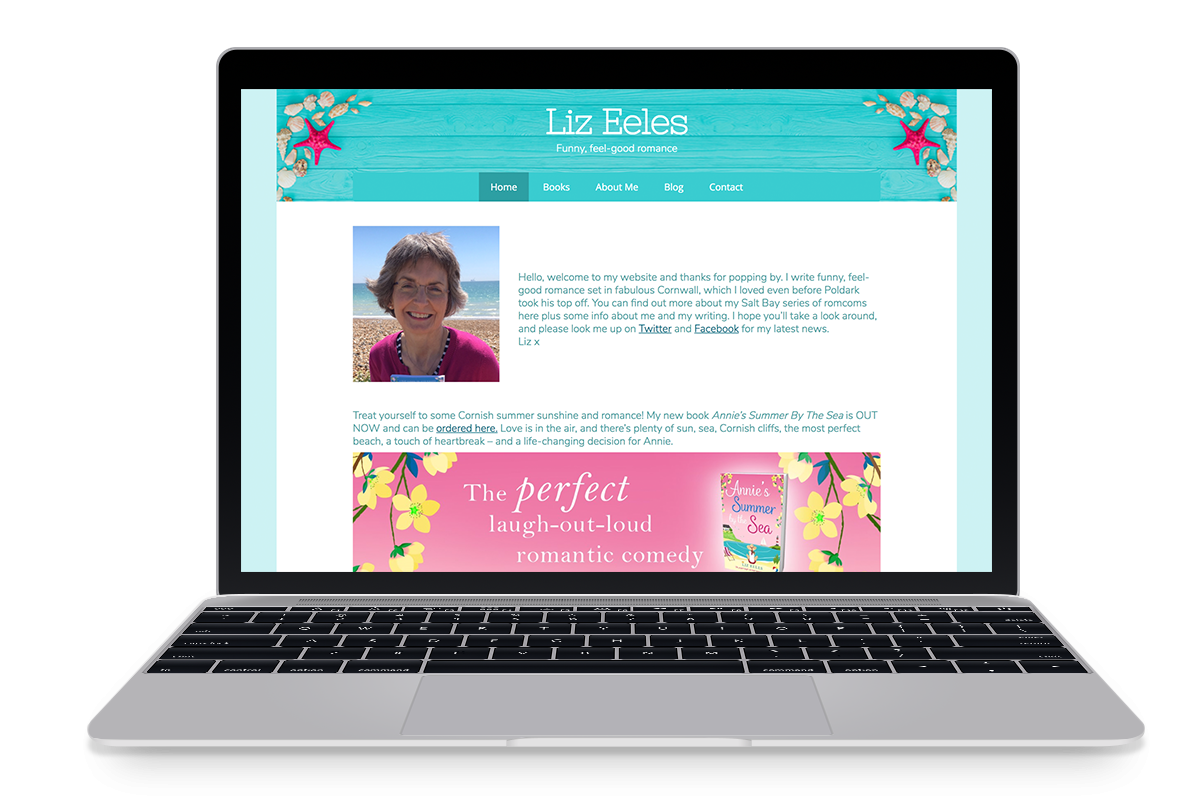 Liz Eeles
Funny, feel-good romance
Home Books About Me Blog Contact
Hello, welcome to my website and thanks for popping by. I write funny, feel-
good romance set in fabulous Cornwall, which I loved even before Poldark
took his top off. You can find out more about my Salt Bay series of romcoms
here plus some info about me and my writing. I hope you'll take a look around,
and please look me up on Twitter and Facebook for my latest news.
Liz x
Treat yourself to some Cornish summer sunshine and romance! My new book Annie's Summer By The Sea is OUT
NOW and can be ordered here. Love is in the air, and there's plenty of sun, sea, Cornish cliffs, the most perfect
beach, a touch of heartbreak – and a life-changing decision for Annie.
The perfect
laugh-out-loud
romantic comedy
Annie's
Summer
by the
Sea
LIZ EELES
fn control option command command option